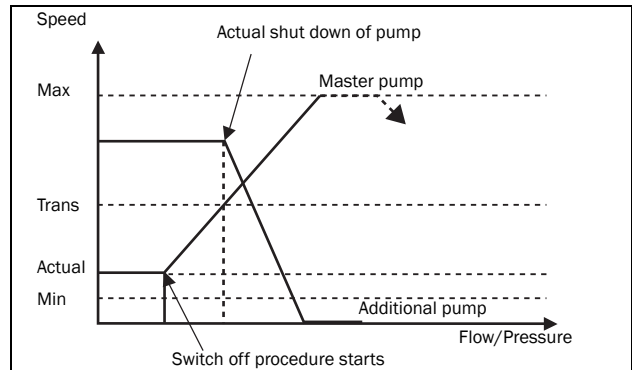 Speed
Actual shut down of pump
Master pump
Max
Trans
Actual
Min
Additional pump
Flow/Pressure
Switch off procedure starts